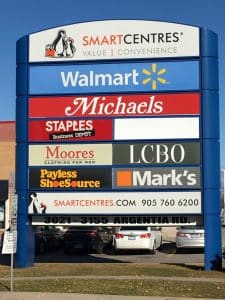 SMARTCENTRES®
VALUE | CONVENIENCE
Walmart
Michaels
STAPLES
Business DEPOT
Moores
CLOTHING FOR MEN
LCBO
Payless
ShoeSource
Mark's
SMARTCENTRES.COM 905 760 6200
3021 3155 ARGENTIA RD.